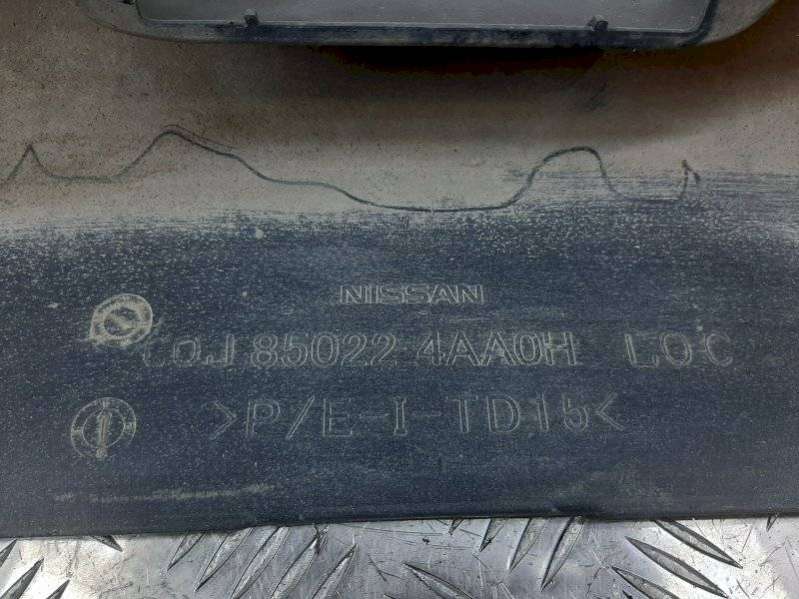 NISSAN
85022 4AA0H LOC
>P/E-I-TD15<